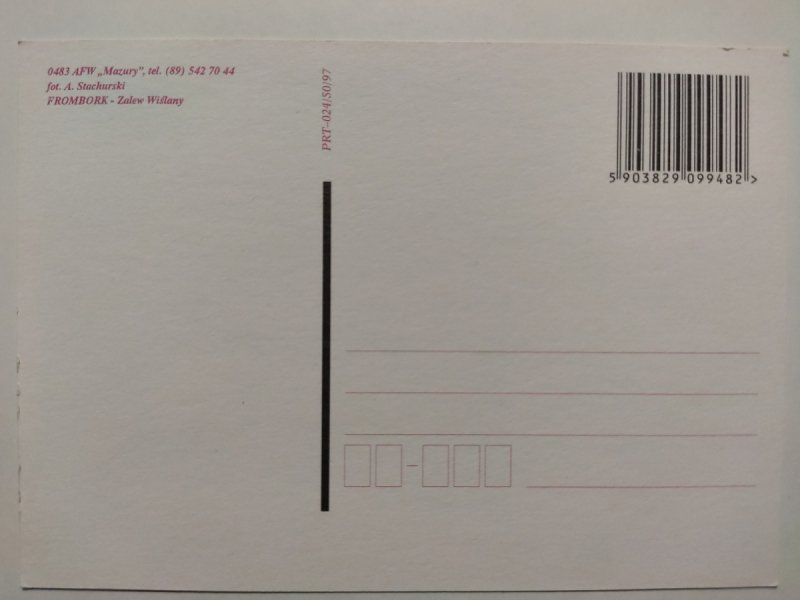 0483 AFW „Mazury”, tel. (89) 542 70 44
fot. A. Stachurski
FROMBORK - Zalew Wiślany
PRT-024/S0/97
5 903829 099482 >